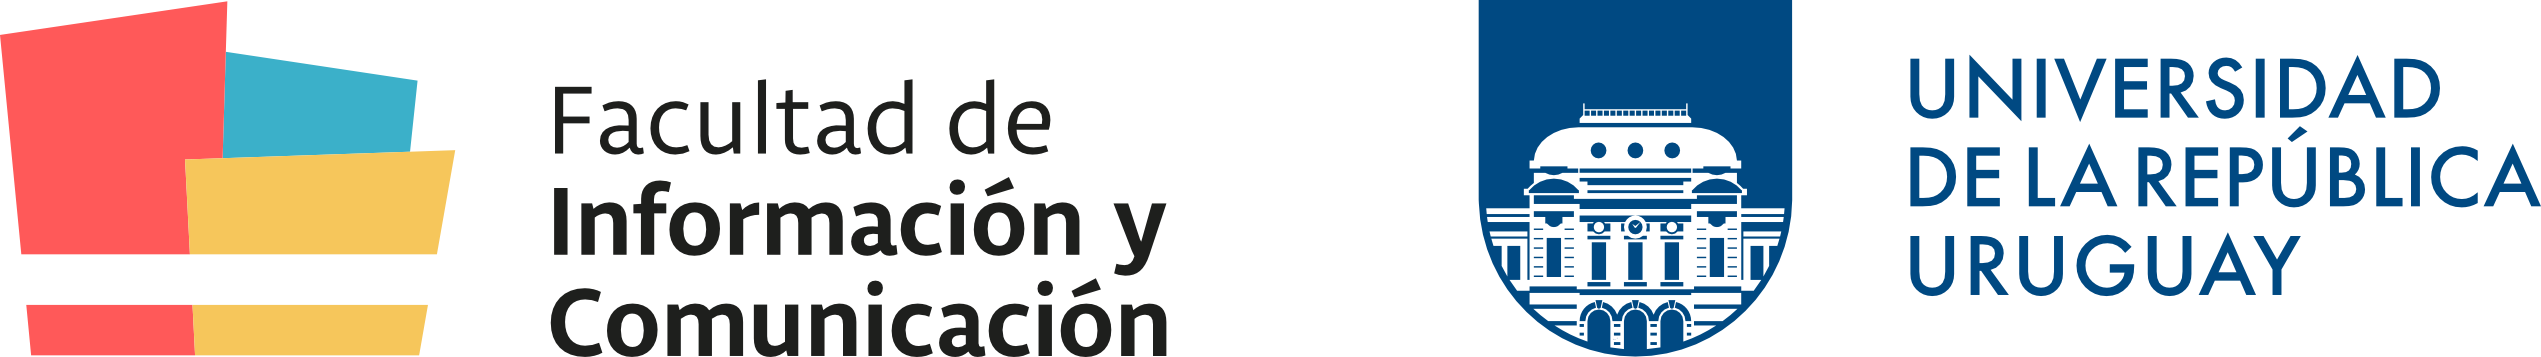 Facultad de
Información y
Comunicación
UNIVERSIDAD
DE LA REPÚBLICA
URUGUAY